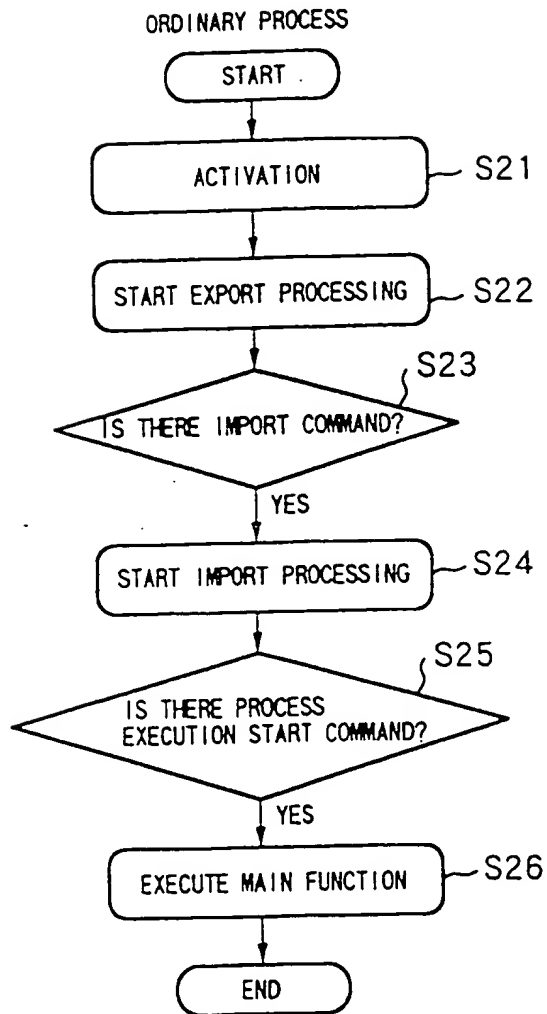 ORDINARY PROCESS
START
ACTIVATION
S21
START EXPORT PROCESSING
S22
S23
IS THERE IMPORT COMMAND?
YES
START IMPORT PROCESSING
S24
S25
IS THERE PROCESS
EXECUTION START COMMAND?
YES
EXECUTE MAIN FUNCTION
S26
END